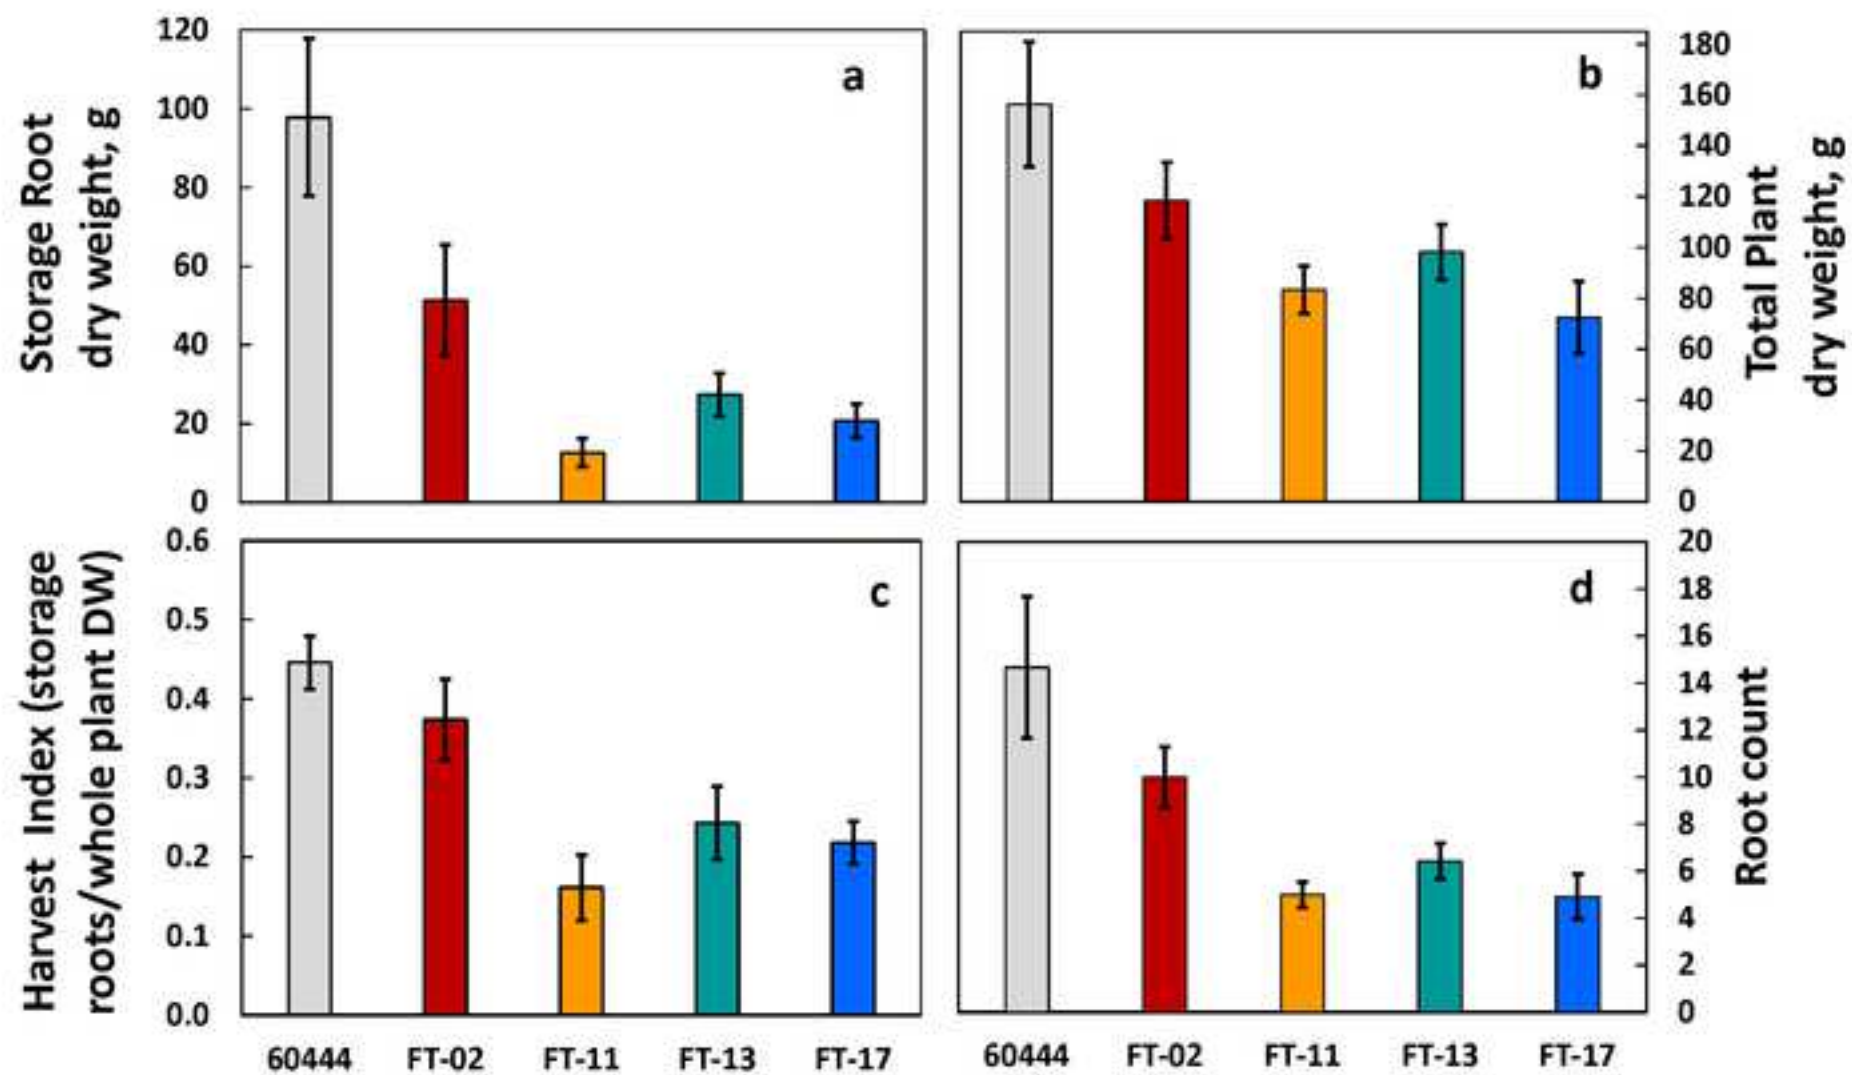 Storage Root
dry weight, g
120
100
80
60
40
20
0
a
b
180
160
140
120
100
80
60
40
20
0
Total Plant
dry weight, g
Harvest Index (storage
roots/whole plant DW)
0.6
0.5
0.4
0.3
0.2
0.1
0.0
c
d
20
18
16
14
12
10
8
6
4
2
0
Root count
60444 FT-02 FT-11 FT-13 FT-17
60444 FT-02 FT-11 FT-13 FT-17